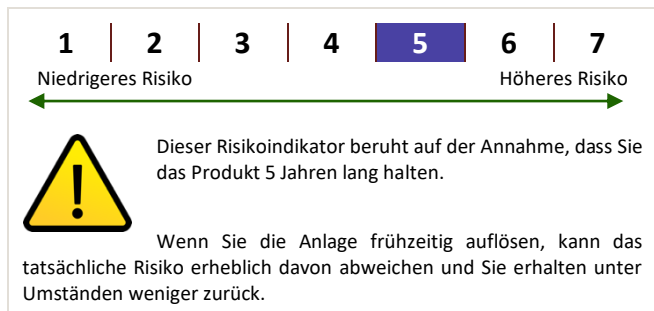 1 2 3 4 5 6 7
Niedrigeres Risiko Höheres Risiko
Dieser Risikoindikator beruht auf der Annahme, dass Sie
das Produkt 5 Jahren lang halten.
Wenn Sie die Anlage frühzeitig auflösen, kann das
tatsächliche Risiko erheblich davon abweichen und Sie erhalten unter
Umständen weniger zurück.